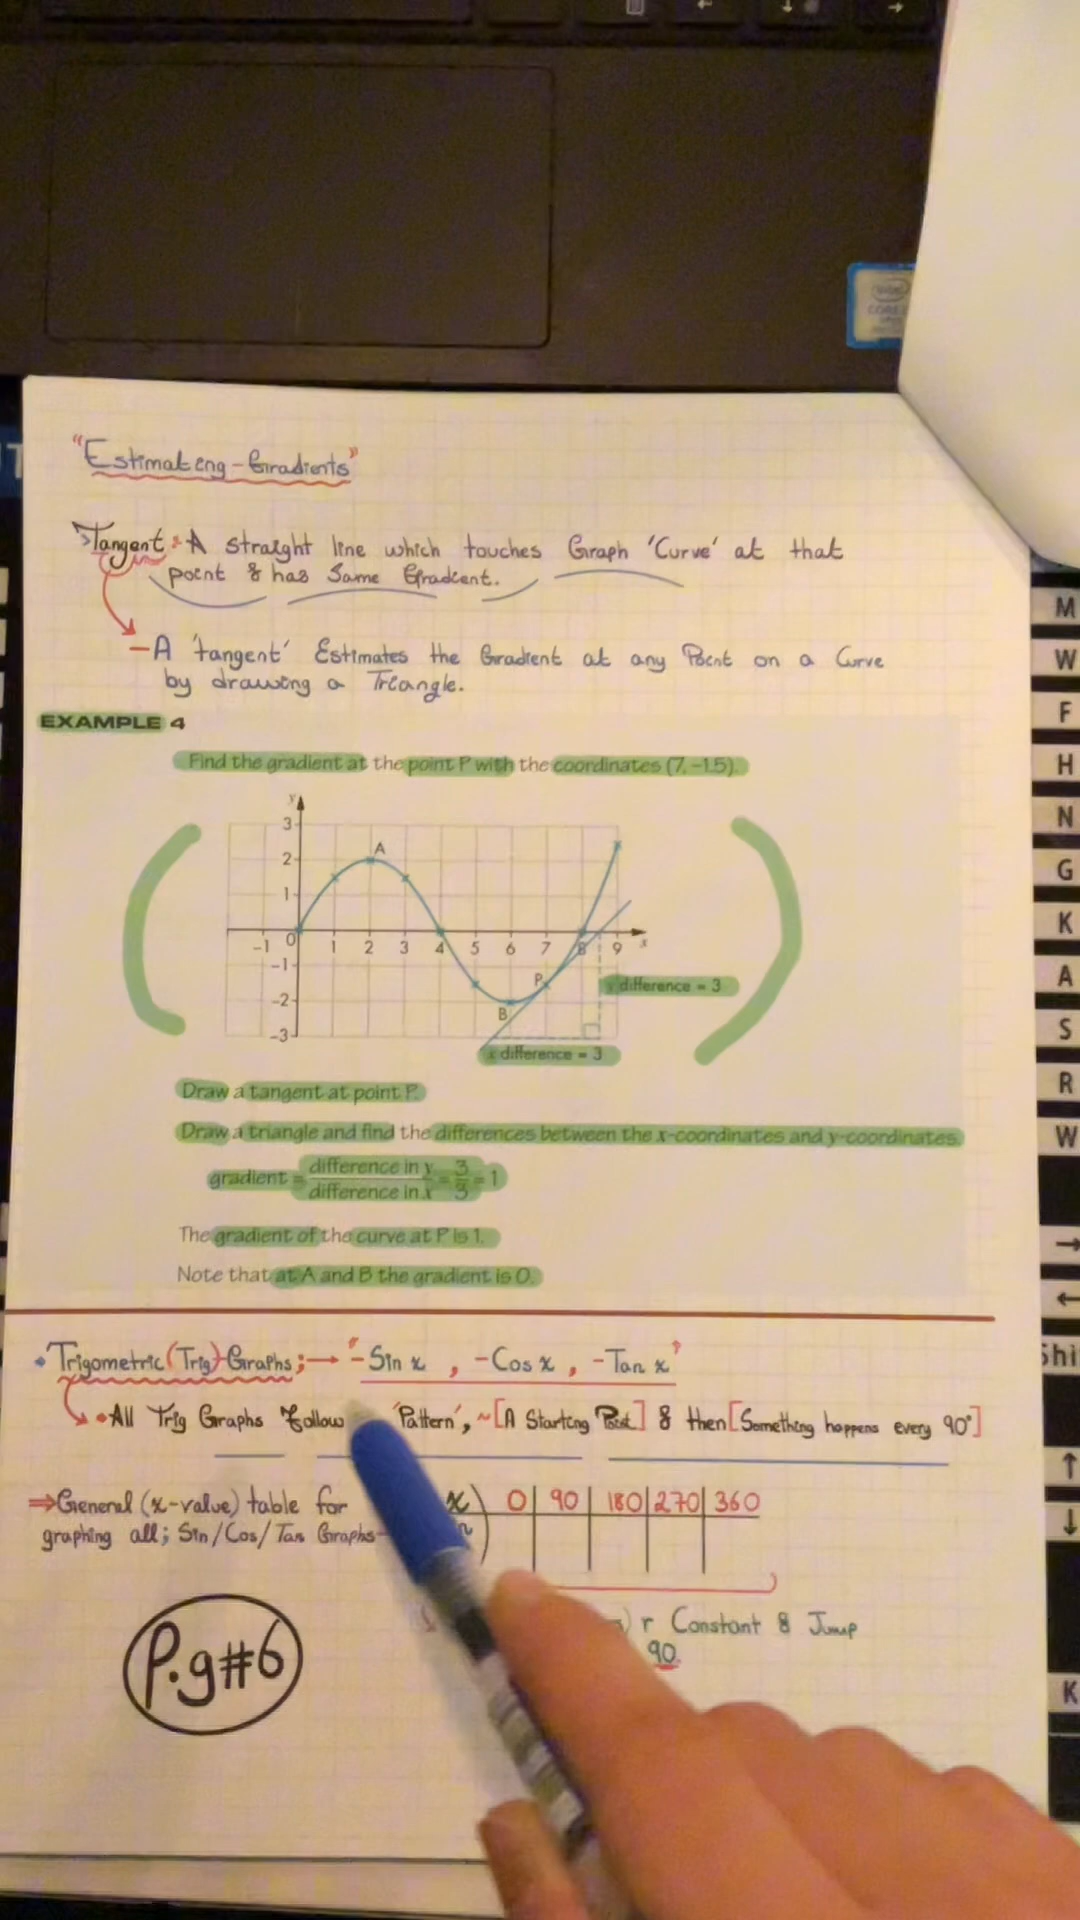 "Estimating-Gradients"
Tangent: A straight line which touches Graph 'Curve' at that
point & has Same Gradient.
-A 'tangent' Estimates the Gradient at any Point on a Curve
by drawing a Triangle.
EXAMPLE 4
Find the gradient at the point P with the coordinates (7, -1.5).
y
3
2
1
0
-1
-2
-3
A
-1 1 2 3 4 5 6 7 8 9 x
P
B
y difference = 3
x difference = 3
Draw a tangent at point P.
Draw a triangle and find the differences between the x-coordinates and y-coordinates.
gradient = difference in y / difference in x = 3/3 = 1
The gradient of the curve at P is 1.
Note that at A and B the gradient is 0.
• Trigometric (Trig)-Graphs; → "-Sin x, -Cos x, -Tan x"
• All Trig Graphs Follow 'Pattern', ~[A Starting Point] & then [Something happens every 90°]
⇒ General (x-value) table for x) 0 | 90 | 180 | 270 | 360
graphing all; Sin/Cos/Tan Graphs-
r Constant & Jump
90.
P.g#6
M
W
F
H
N
G
K
A
S
R
W
Shi
K